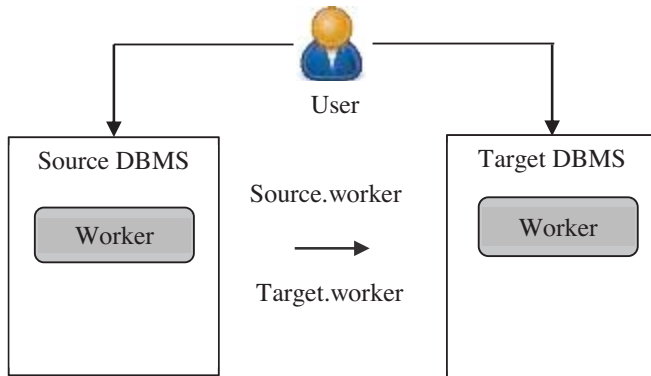 User
Source DBMS
Worker
Source.worker
Target.worker
Target DBMS
Worker